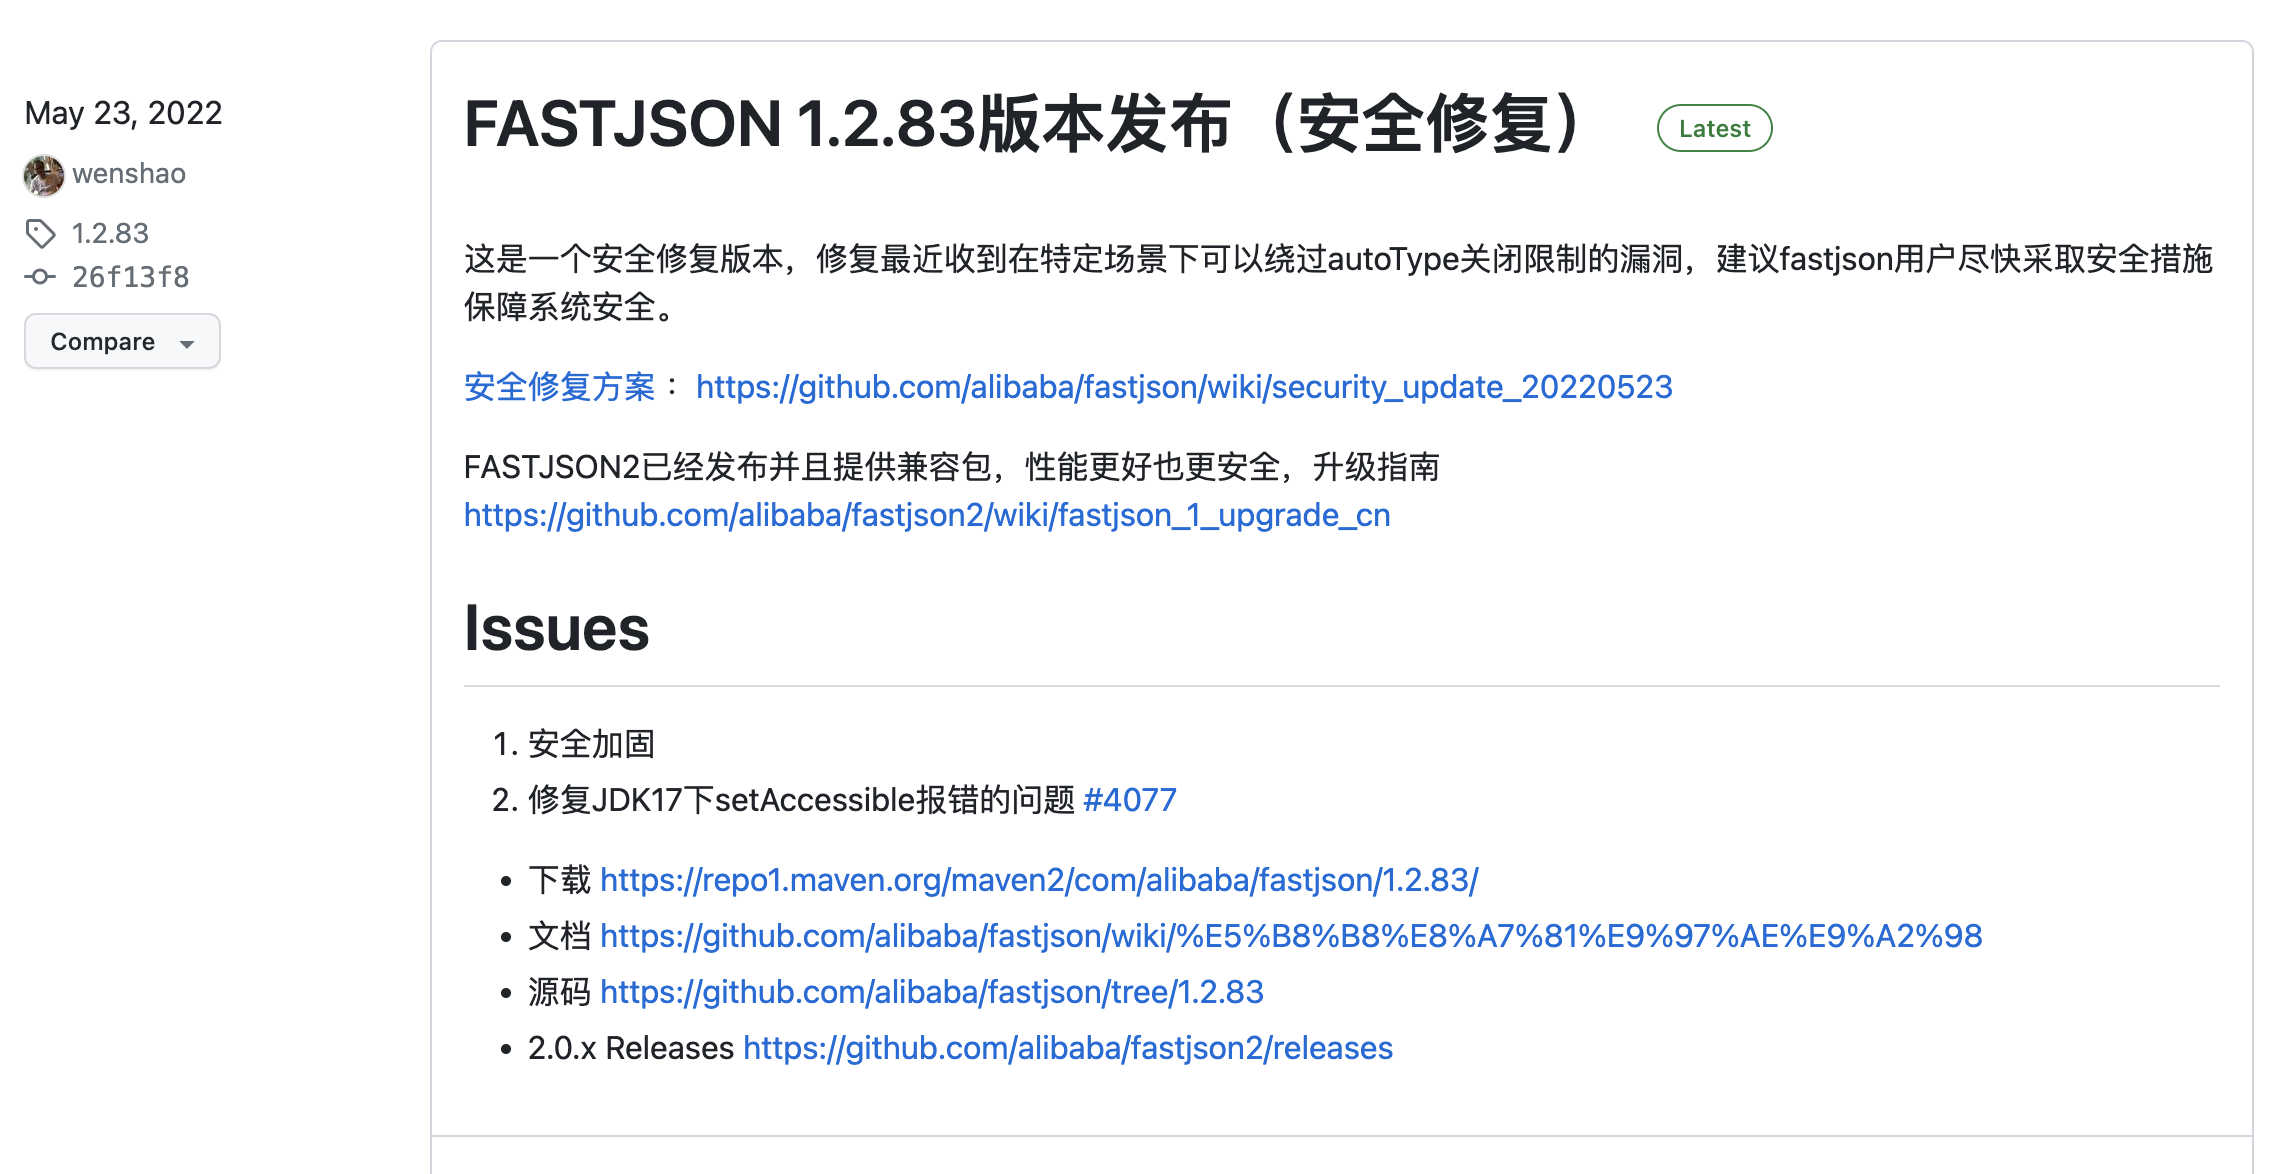 May 23, 2022
wenshao
1.2.83
26f13f8
Compare
FASTJSON 1.2.83版本发布（安全修复）
Latest
这是一个安全修复版本，修复最近收到在特定场景下可以绕过autoType关闭限制的漏洞，建议fastjson用户尽快采取安全措施
保障系统安全。
安全修复方案： https://github.com/alibaba/fastjson/wiki/security_update_20220523
FASTJSON2已经发布并且提供兼容包，性能更好也更安全，升级指南
https://github.com/alibaba/fastjson2/wiki/fastjson_1_upgrade_cn
Issues
1. 安全加固
2. 修复JDK17下setAccessible报错的问题 #4077
• 下载 https://repo1.maven.org/maven2/com/alibaba/fastjson/1.2.83/
• 文档 https://github.com/alibaba/fastjson/wiki/%E5%B8%B8%E8%A7%81%E9%97%AE%E9%A2%98
• 源码 https://github.com/alibaba/fastjson/tree/1.2.83
• 2.0.x Releases https://github.com/alibaba/fastjson2/releases